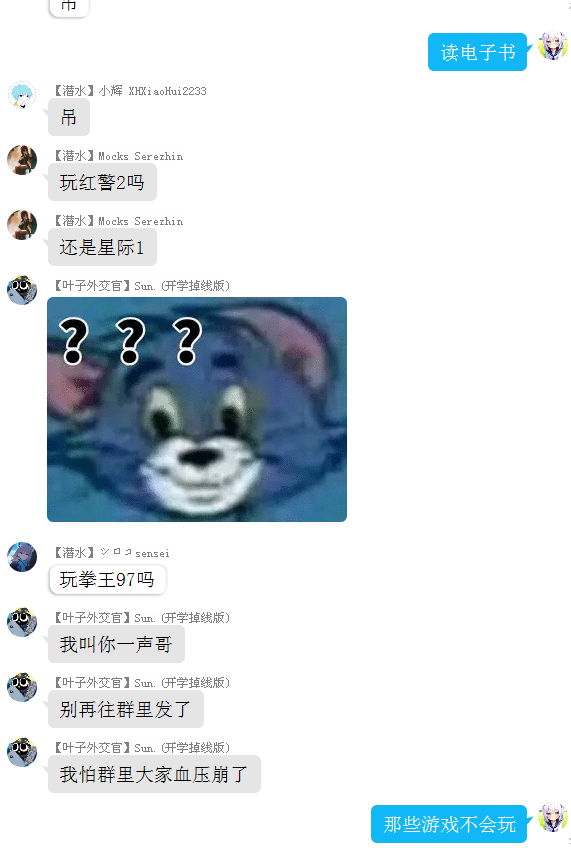 吊
读电子书
【潜水】小辉 XHXiaoHui2233
吊
【潜水】Mocks Serezhin
玩红警2吗
【潜水】Mocks Serezhin
还是星际1
【叶子外交官】Sun.(开学掉线版)
? ? ?
【潜水】シロコsensei
玩拳王97吗
【叶子外交官】Sun.(开学掉线版)
我叫你一声哥
【叶子外交官】Sun.(开学掉线版)
别再往群里发了
【叶子外交官】Sun.(开学掉线版)
我怕群里大家血压崩了
那些游戏不会玩